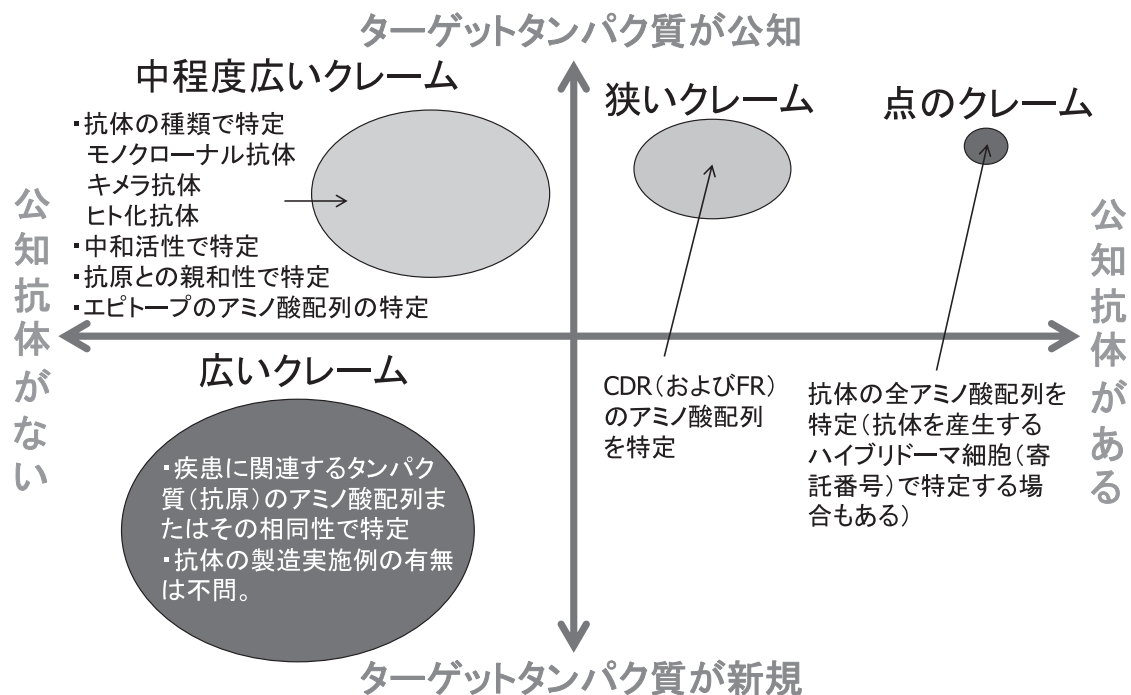 ターゲットタンパク質が公知
中程度広いクレーム
・抗体の種類で特定
モノクローナル抗体
キメラ抗体
ヒト化抗体
・中和活性で特定
・抗原との親和性で特定
・エピトープのアミノ酸配列の特定
狭いクレーム
点のクレーム
公知抗体がない
公知抗体がある
広いクレーム
・疾患に関連するタンパク
質(抗原)のアミノ酸配列ま
たはその相同性で特定
・抗体の製造実施例の有無
は不問。
CDR(およびFR)
のアミノ酸配列
を特定
抗体の全アミノ酸配列を
特定(抗体を産生する
ハイブリドーマ細胞(寄
託番号)で特定する場
合もある)
ターゲットタンパク質が新規